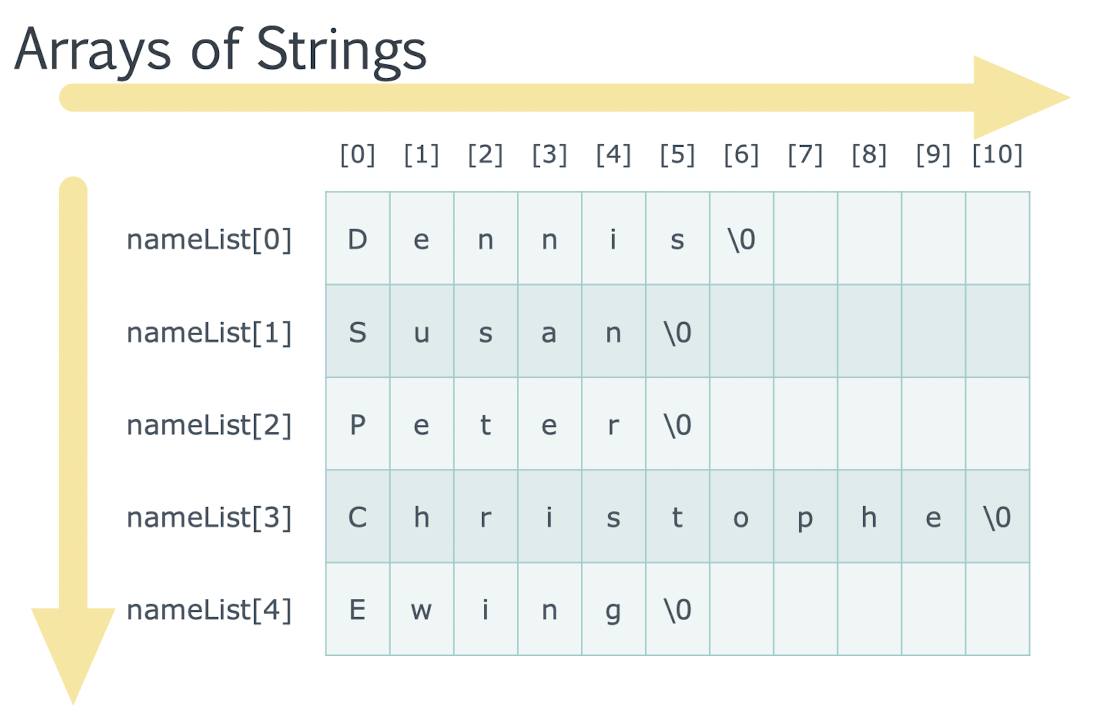 Arrays of Strings
[0] [1] [2] [3] [4] [5] [6] [7] [8] [9] [10]
nameList[0] D e n n i s \0
nameList[1] S u s a n \0
nameList[2] P e t e r \0
nameList[3] C h r i s t o p h e \0
nameList[4] E w i n g \0